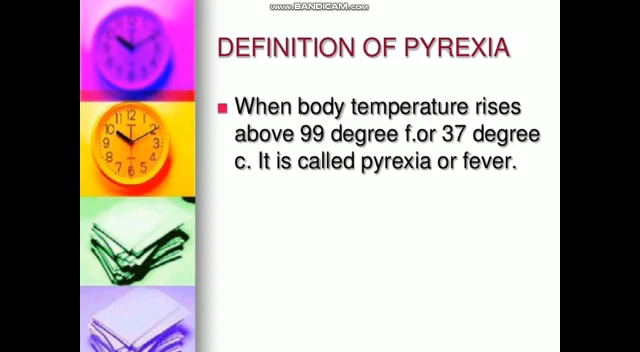 www.BANDICAM.com
DEFINITION OF PYREXIA
When body temperature rises
above 99 degree f.or 37 degree
c. It is called pyrexia or fever.